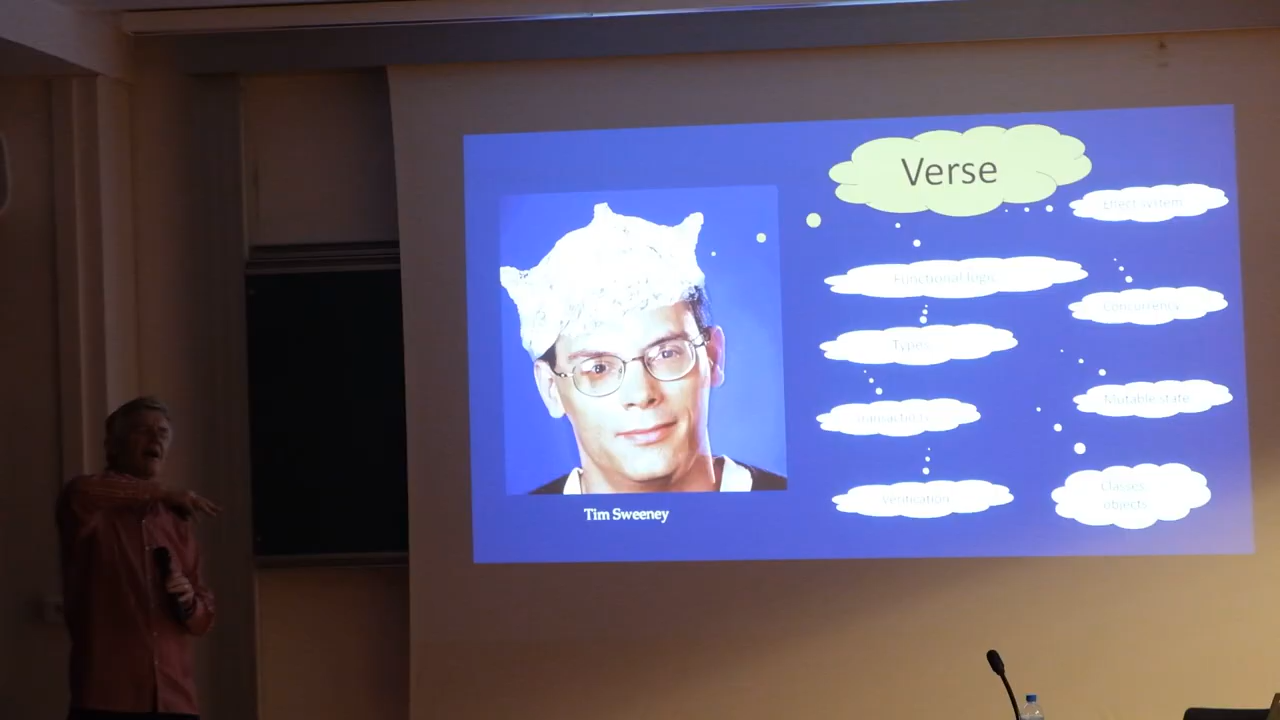 Verse
Effect system
Functional logic
Concurrency
Types
Mutable state
Transactions
Verification
Classes
objects
Tim Sweeney